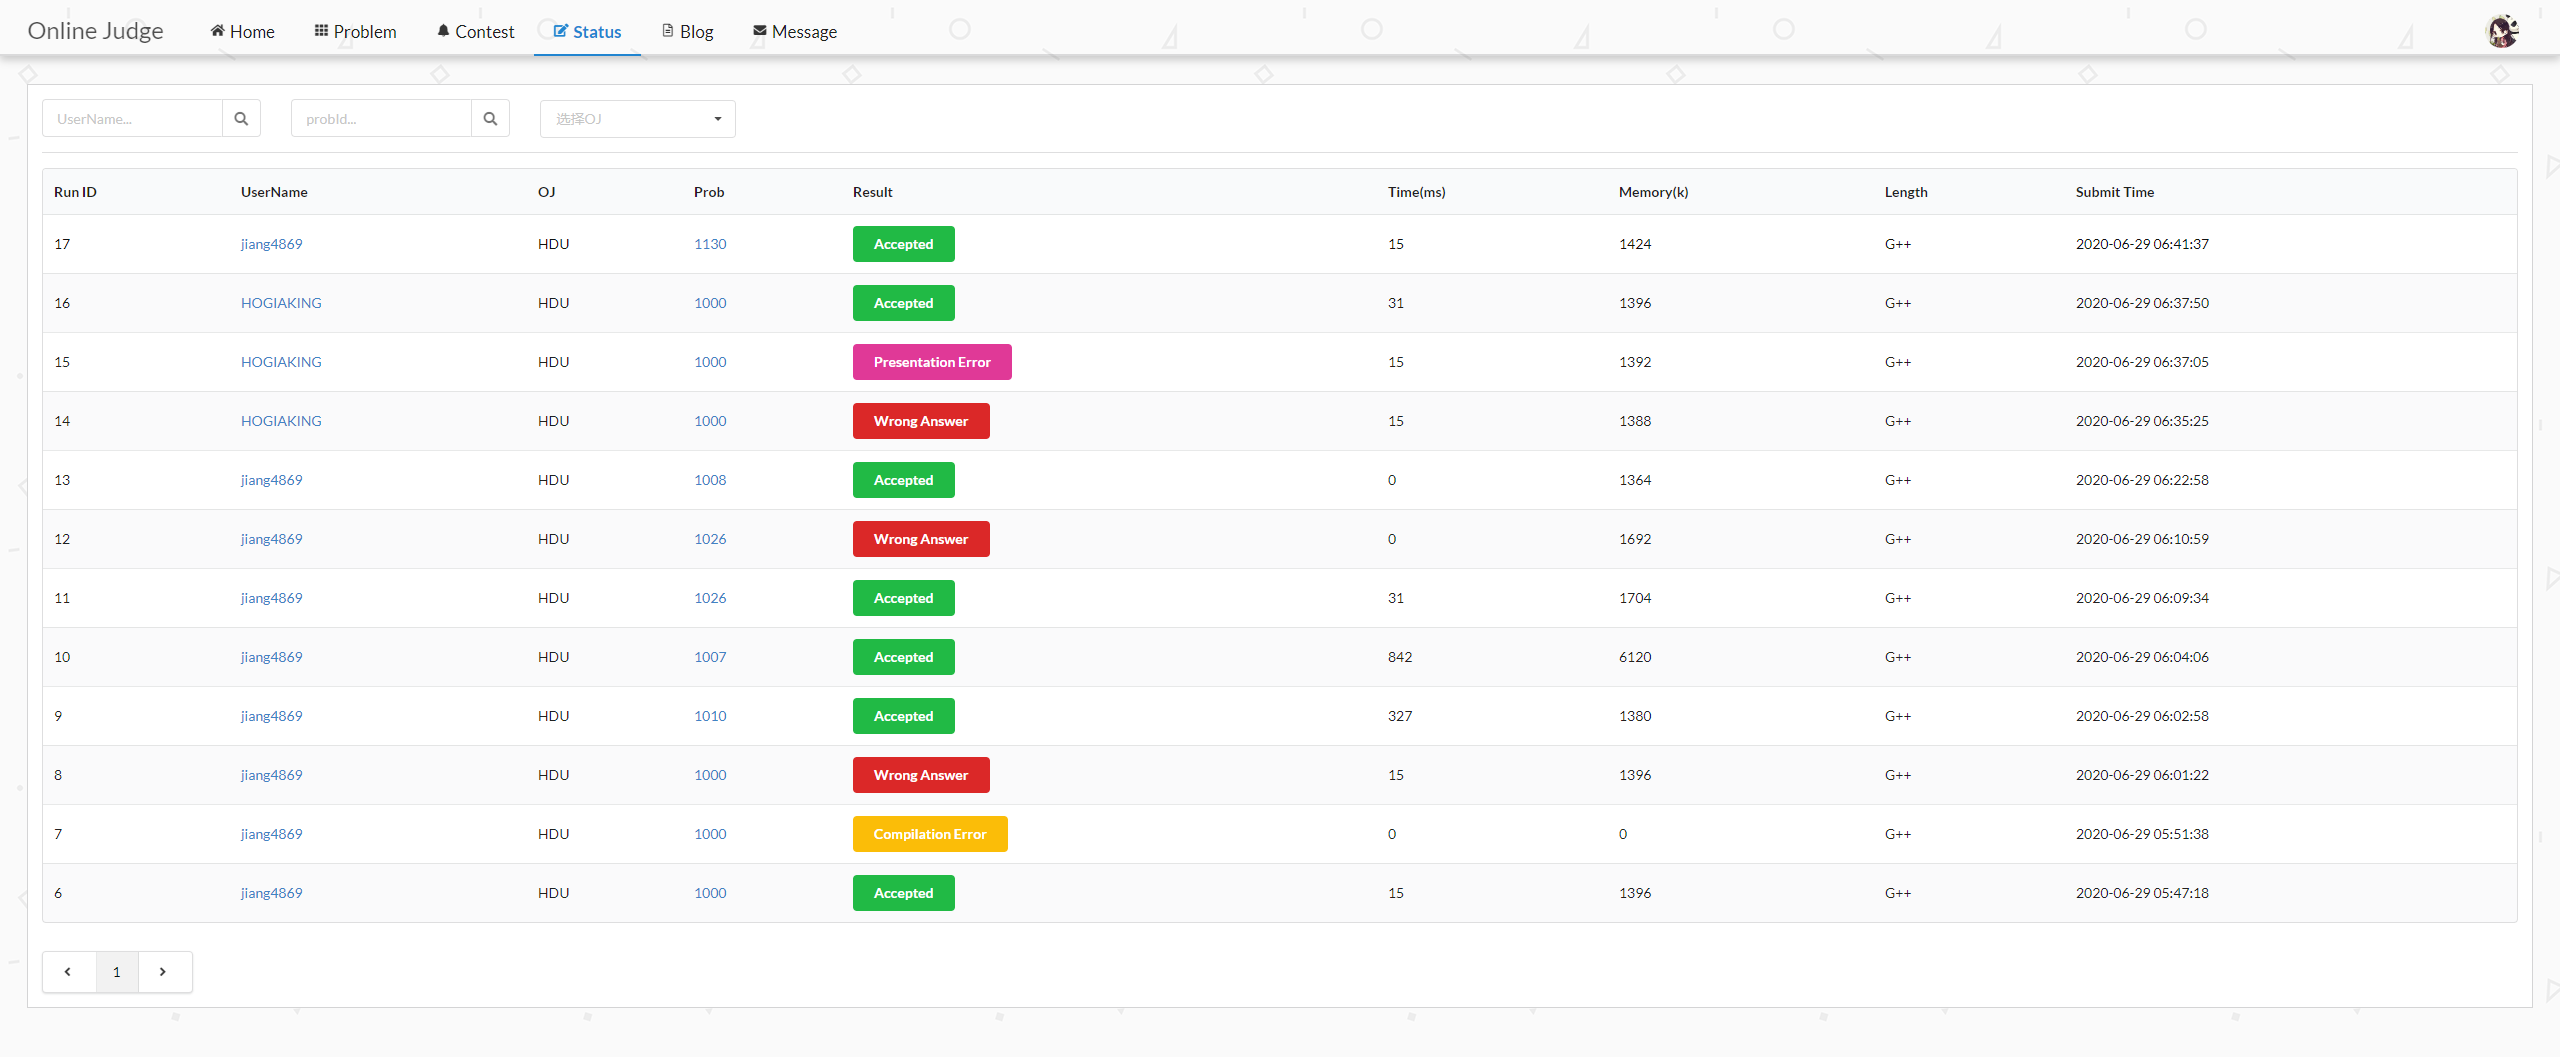 Online Judge Home Problem Contest Status Blog Message
UserName... probId... 选择OJ
Run ID UserName OJ Prob Result Time(ms) Memory(k) Length Submit Time
17 jiang4869 HDU 1130 Accepted 15 1424 G++ 2020-06-29 06:41:37
16 HOGIAKING HDU 1000 Accepted 31 1396 G++ 2020-06-29 06:37:50
15 HOGIAKING HDU 1000 Presentation Error 15 1392 G++ 2020-06-29 06:37:05
14 HOGIAKING HDU 1000 Wrong Answer 15 1388 G++ 2020-06-29 06:35:25
13 jiang4869 HDU 1008 Accepted 0 1364 G++ 2020-06-29 06:22:58
12 jiang4869 HDU 1026 Wrong Answer 0 1692 G++ 2020-06-29 06:10:59
11 jiang4869 HDU 1026 Accepted 31 1704 G++ 2020-06-29 06:09:34
10 jiang4869 HDU 1007 Accepted 842 6120 G++ 2020-06-29 06:04:06
9 jiang4869 HDU 1010 Accepted 327 1380 G++ 2020-06-29 06:02:58
8 jiang4869 HDU 1000 Wrong Answer 15 1396 G++ 2020-06-29 06:01:22
7 jiang4869 HDU 1000 Compilation Error 0 0 G++ 2020-06-29 05:51:38
6 jiang4869 HDU 1000 Accepted 15 1396 G++ 2020-06-29 05:47:18
1